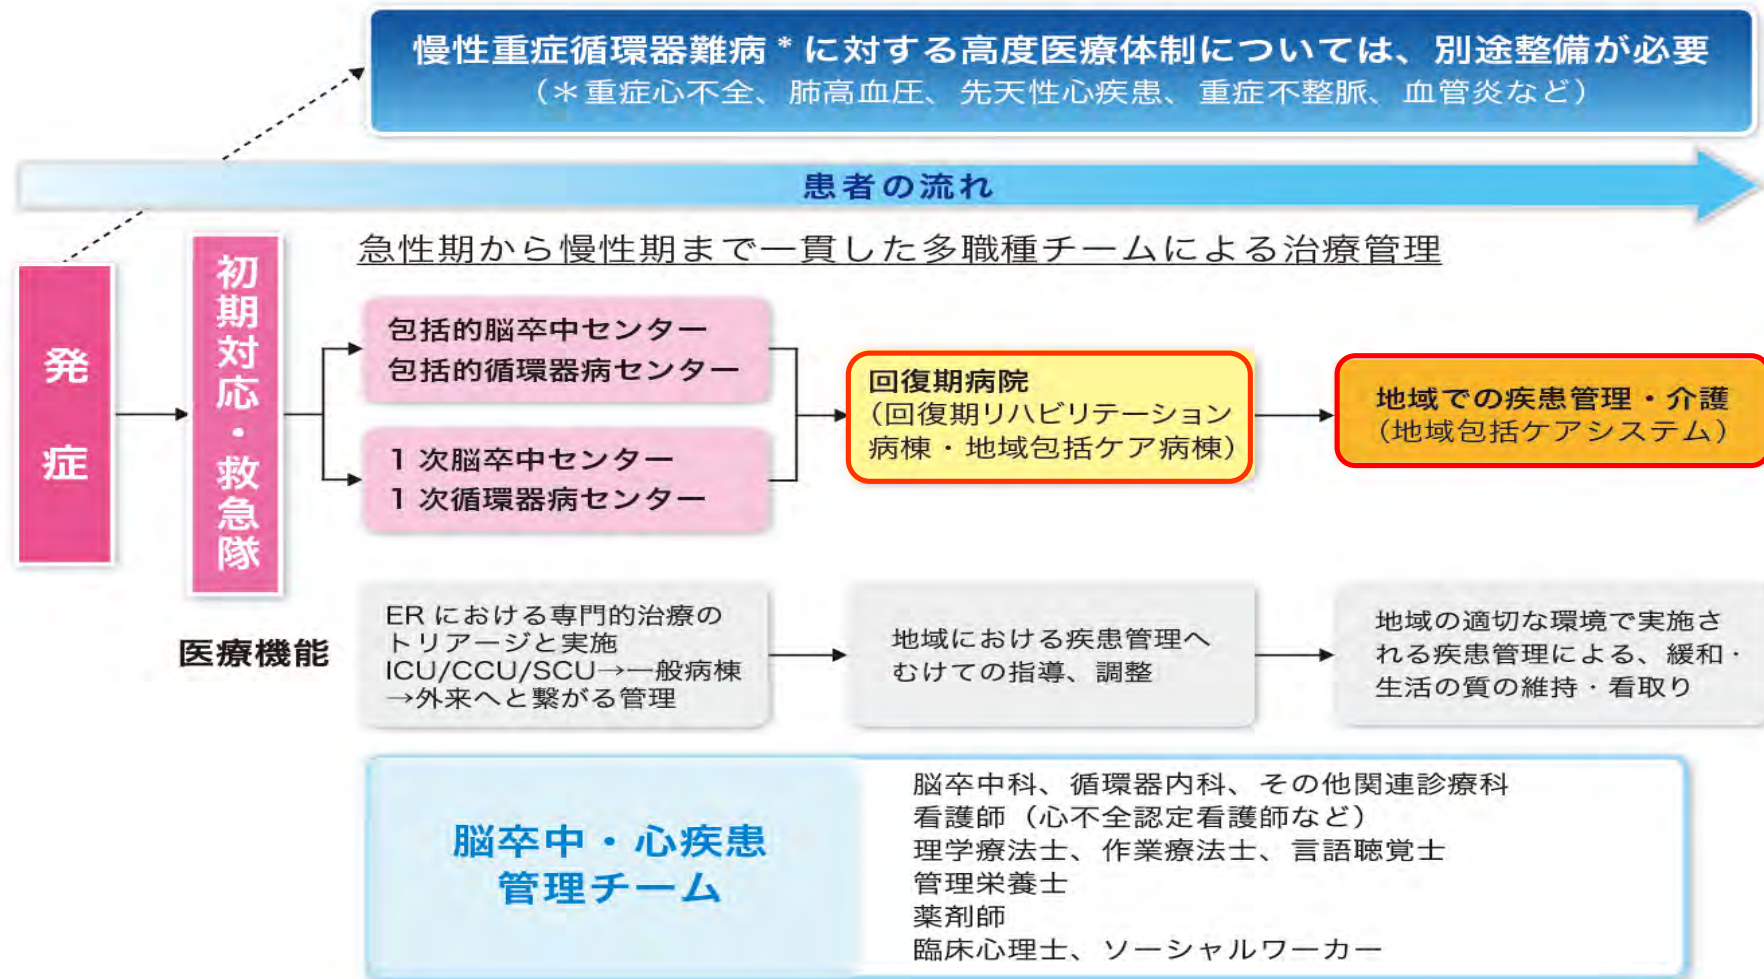 慢性重症循環器難病*に対する高度医療体制については、別途整備が必要
（＊重症心不全、肺高血圧、先天性心疾患、重症不整脈、血管炎など）
患者の流れ
急性期から慢性期まで一貫した多職種チームによる治療管理
発症
初期対応・救急隊
包括的脳卒中センター
包括的循環器病センター
1次脳卒中センター
1次循環器病センター
回復期病院
（回復期リハビリテーション
病棟・地域包括ケア病棟）
地域での疾患管理・介護
（地域包括ケアシステム）
医療機能
ERにおける専門的治療の
トリアージと実施
ICU/CCU/SCU→一般病棟
→外来へと繋がる管理
地域における疾患管理へ
むけての指導、調整
地域の適切な環境で実施さ
れる疾患管理による、緩和・
生活の質の維持・看取り
脳卒中・心疾患
管理チーム
脳卒中科、循環器内科、その他関連診療科
看護師（心不全認定看護師など）
理学療法士、作業療法士、言語聴覚士
管理栄養士
薬剤師
臨床心理士、ソーシャルワーカー